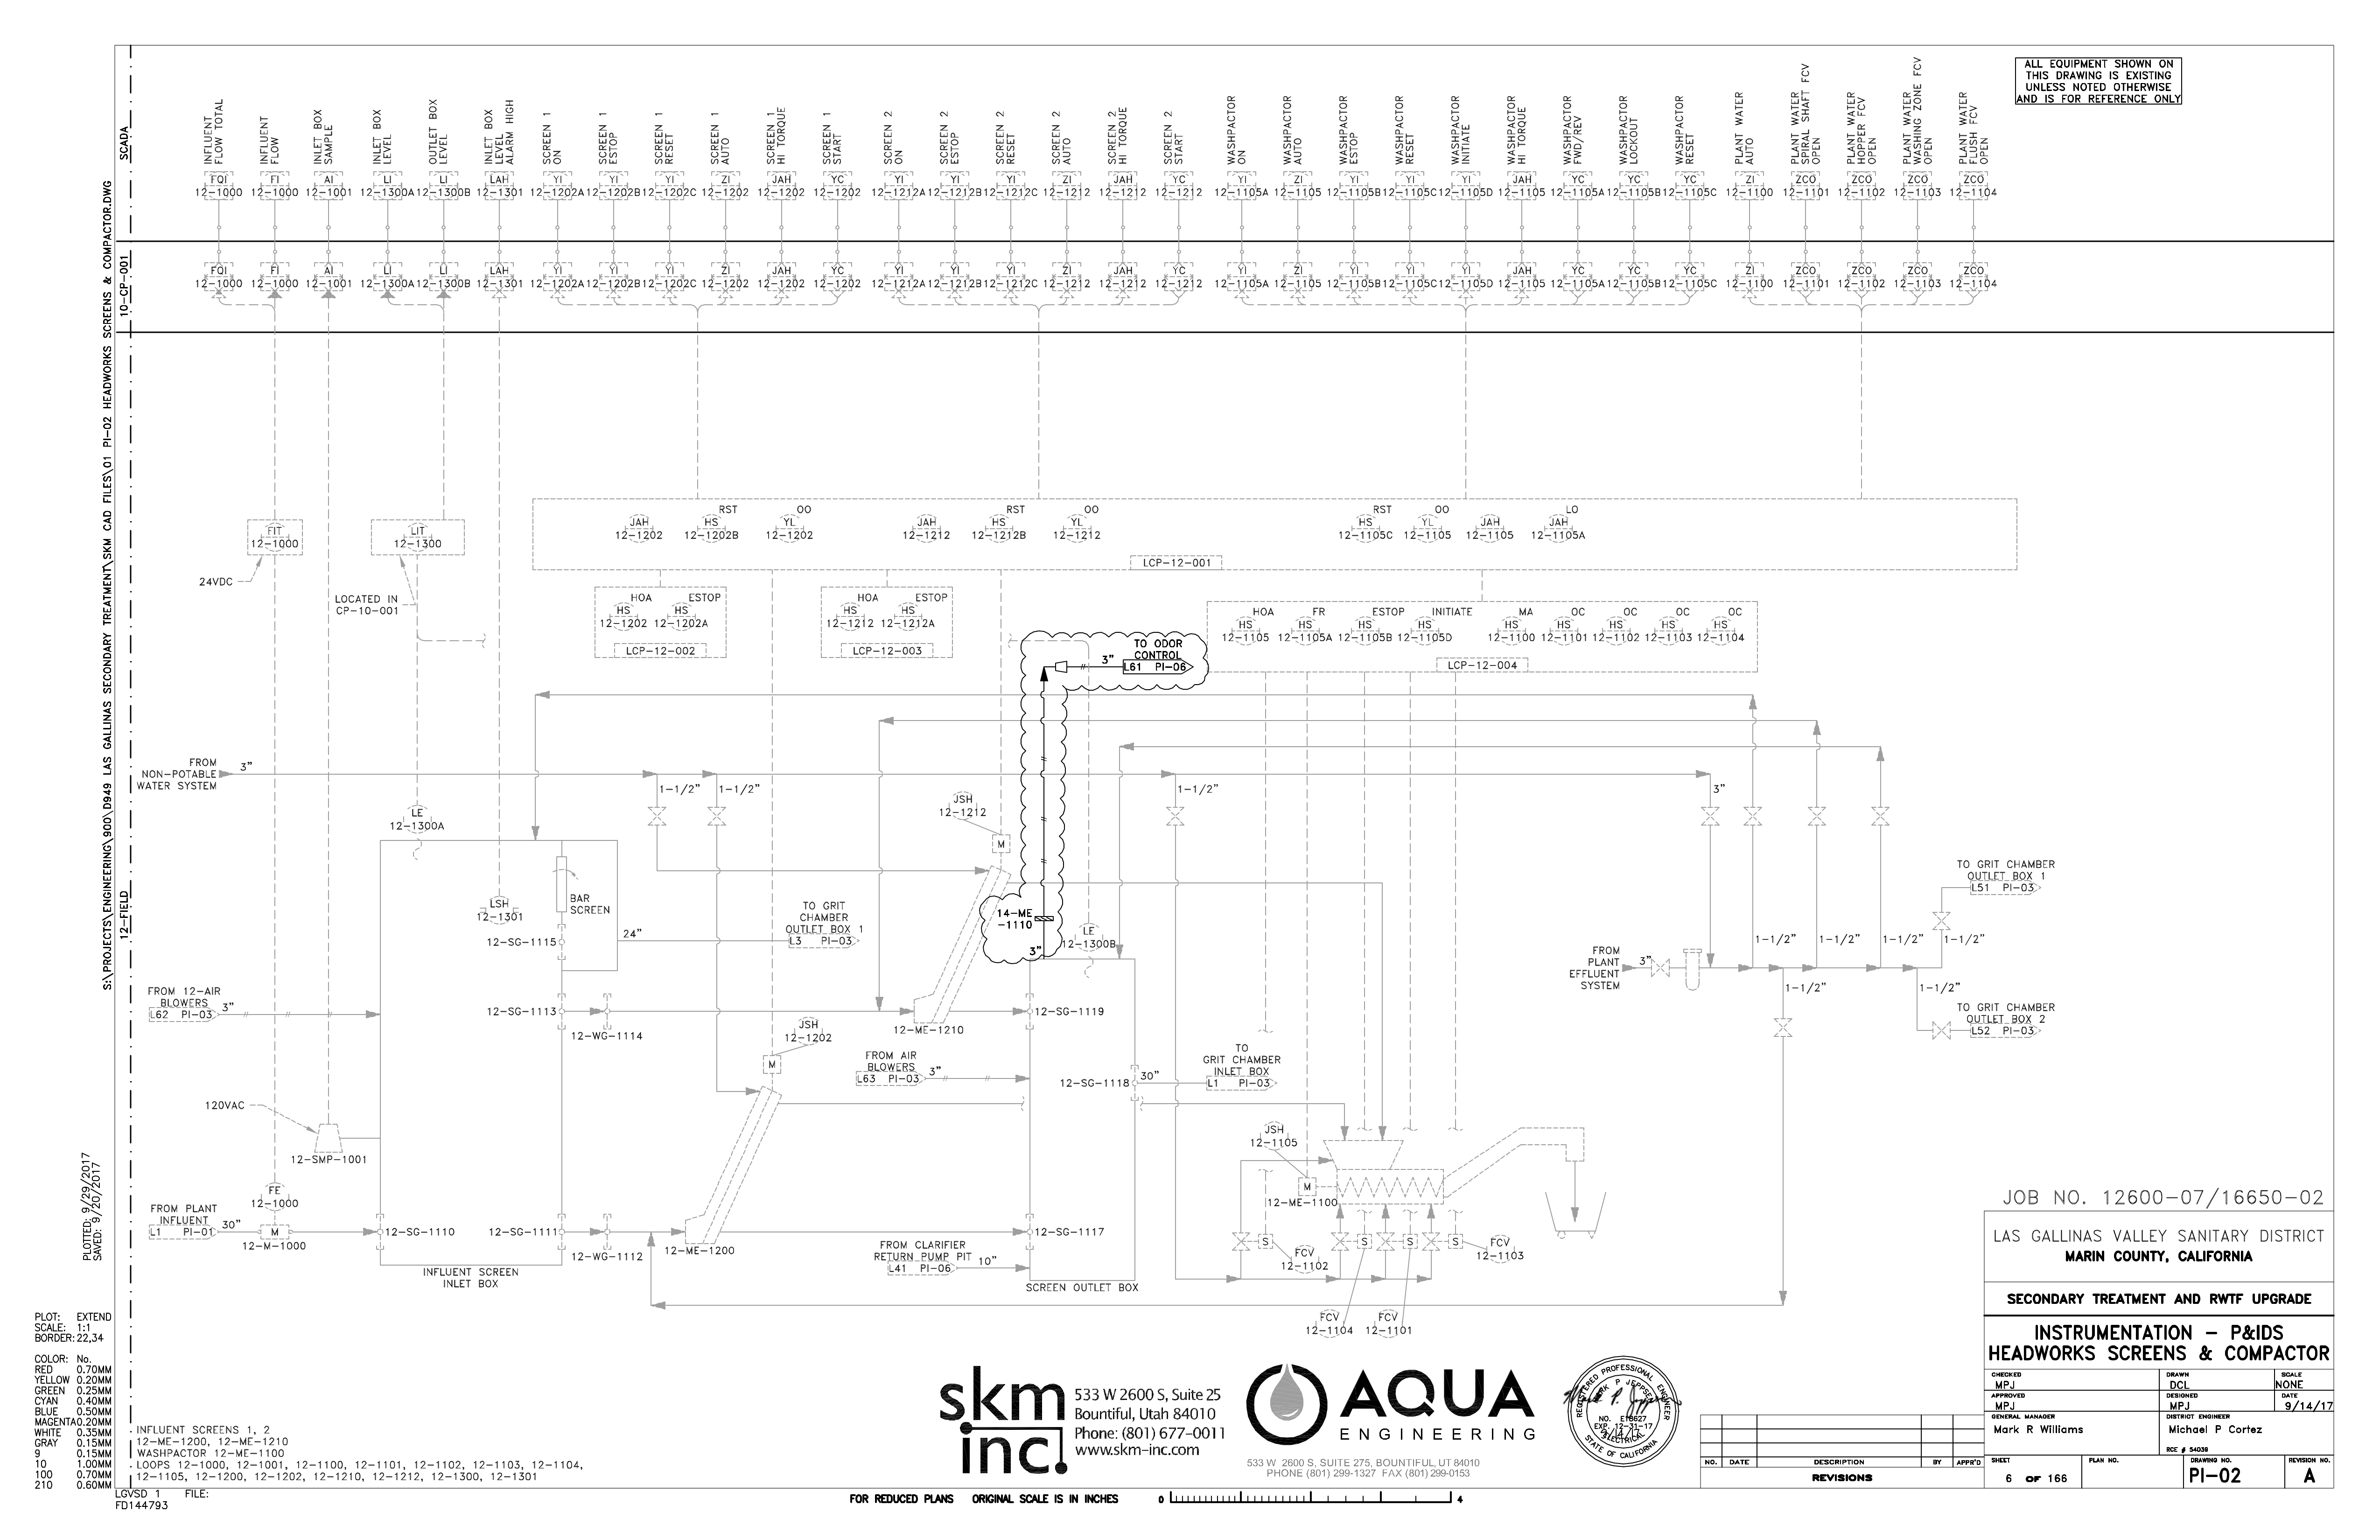 ALL EQUIPMENT SHOWN ON
THIS DRAWING IS EXISTING
UNLESS NOTED OTHERWISE
AND IS FOR REFERENCE ONLY
SCADA
INFLUENT
FLOW TOTAL
INFLUENT
FLOW
INLET BOX
SAMPLE
INLET BOX
LEVEL
OUTLET BOX
LEVEL
INLET BOX
LEVEL
ALARM HIGH
SCREEN 1
ON
SCREEN 1
ESTOP
SCREEN 1
RESET
SCREEN 1
AUTO
SCREEN 1
HI TORQUE
SCREEN 1
START
SCREEN 2
ON
SCREEN 2
ESTOP
SCREEN 2
RESET
SCREEN 2
AUTO
SCREEN 2
HI TORQUE
SCREEN 2
START
WASHPACTOR
ON
WASHPACTOR
AUTO
WASHPACTOR
ESTOP
WASHPACTOR
RESET
WASHPACTOR
INITIATE
WASHPACTOR
HI TORQUE
WASHPACTOR
FWD/REV
WASHPACTOR
LOCKOUT
WASHPACTOR
RESET
PLANT WATER
AUTO
PLANT WATER
SPIRAL SHAFT FCV
OPEN
PLANT WATER
HOPPER FCV
OPEN
PLANT WATER
WASHING ZONE FCV
OPEN
PLANT WATER
FLUSH FCV
OPEN
FQI FI AI LI LI LAH YI YI YI ZI JAH YC YI YI YI ZI JAH YC YI ZI YI YI YI JAH YC YC YC ZI ZCO ZCO ZCO ZCO
12-1000 12-1000 12-1001 12-1300A 12-1300B 12-1301 12-1202A 12-1202B 12-1202C 12-1202 12-1202 12-1202 12-1212A 12-1212B 12-1212C 12-1212 12-1212 12-1212 12-1105A 12-1105 12-1105B 12-1105C 12-1105D 12-1105 12-1105A 12-1105B 12-1105C 12-1100 12-1101 12-1102 12-1103 12-1104
10-CP-001
FQI FI AI LI LI LAH YI YI YI ZI JAH YC YI YI YI ZI JAH YC YI ZI YI YI YI JAH YC YC YC ZI ZCO ZCO ZCO ZCO
12-1000 12-1000 12-1001 12-1300A 12-1300B 12-1301 12-1202A 12-1202B 12-1202C 12-1202 12-1202 12-1202 12-1212A 12-1212B 12-1212C 12-1212 12-1212 12-1212 12-1105A 12-1105 12-1105B 12-1105C 12-1105D 12-1105 12-1105A 12-1105B 12-1105C 12-1100 12-1101 12-1102 12-1103 12-1104
S:\PROJECTS\ENGINEERING\900\D949 LAS GALLINAS SECONDARY TREATMENT\SKM CAD FILES\01 PI-02 HEADWORKS SCREENS & COMPACTOR.DWG
12-FIELD
RST OO RST OO RST OO LO
JAH HS YL JAH HS YL HS YL JAH JAH
12-1202 12-1202B 12-1202 12-1212 12-1212B 12-1212 12-1105C 12-1105 12-1105 12-1105A
LCP-12-001
FIT
12-1000
24VDC
LIT
12-1300
LOCATED IN
CP-10-001
HOA ESTOP
HS HS
12-1202 12-1202A
LCP-12-002
HOA ESTOP
HS HS
12-1212 12-1212A
LCP-12-003
HOA FR ESTOP INITIATE MA OC OC OC OC
HS HS HS HS HS HS HS HS HS
12-1105 12-1105A 12-1105B 12-1105D 12-1100 12-1101 12-1102 12-1103 12-1104
LCP-12-004
TO ODOR
CONTROL
3"
L61 PI-06
FROM
NON-POTABLE
WATER SYSTEM
3"
1-1/2"
1-1/2"
1-1/2"
3"
LE
12-1300A
JSH
12-1212
M
LSH
12-1301
BAR
SCREEN
12-SG-1115
24"
TO GRIT
CHAMBER
OUTLET BOX 1
L3 PI-03
14-ME
-1110
3"
LE
12-1300B
TO GRIT CHAMBER
OUTLET BOX 1
L51 PI-03
1-1/2" 1-1/2" 1-1/2" 1-1/2"
FROM
PLANT
EFFLUENT
SYSTEM
3"
1-1/2"
1-1/2"
TO GRIT CHAMBER
OUTLET BOX 2
L52 PI-03
FROM 12-AIR
BLOWERS
L62 PI-03
3"
12-SG-1113
12-WG-1114
12-ME-1210
12-SG-1119
JSH
12-1202
M
FROM AIR
BLOWERS
L63 PI-03
3"
12-SG-1118
30"
TO
GRIT CHAMBER
INLET BOX
L1 PI-03
120VAC
12-SMP-1001
JSH
12-1105
M
12-ME-1100
FE
12-1000
FROM PLANT
INFLUENT
L1 PI-01
30"
M
12-M-1000
12-SG-1110
12-SG-1111
12-WG-1112
12-ME-1200
12-SG-1117
INFLUENT SCREEN
INLET BOX
FROM CLARIFIER
RETURN PUMP PIT
L41 PI-06
10"
SCREEN OUTLET BOX
S S S S
FCV
12-1102
FCV
12-1103
FCV
12-1104
FCV
12-1101
PLOTTED: 9/29/2017
SAVED: 9/20/2017
PLOT: EXTEND
SCALE: 1:1
BORDER: 22,34
COLOR: No.
RED 0.70MM
YELLOW 0.20MM
GREEN 0.25MM
CYAN 0.40MM
BLUE 0.50MM
MAGENTA 0.20MM
WHITE 0.35MM
GRAY 0.15MM
9 0.15MM
10 1.00MM
100 0.70MM
210 0.60MM
INFLUENT SCREENS 1, 2
12-ME-1200, 12-ME-1210
WASHPACTOR 12-ME-1100
LOOPS 12-1000, 12-1001, 12-1100, 12-1101, 12-1102, 12-1103, 12-1104,
12-1105, 12-1200, 12-1202, 12-1210, 12-1212, 12-1300, 12-1301
LGVSD 1 FILE:
FD144793
skm
inc.
533 W 2600 S, Suite 25
Bountiful, Utah 84010
Phone: (801) 677-0011
www.skm-inc.com
AQUA
ENGINEERING
533 W 2600 S, SUITE 275, BOUNTIFUL, UT 84010
PHONE (801) 299-1327 FAX (801) 299-0153
REGISTERED PROFESSIONAL ENGINEER
MARK P JEPPSEN
NO. E18627
EXP. 12-31-17
9/14/17
ELECTRICAL
STATE OF CALIFORNIA
FOR REDUCED PLANS ORIGINAL SCALE IS IN INCHES
0 4
NO. DATE DESCRIPTION BY APPR'D
REVISIONS
JOB NO. 12600-07/16650-02
LAS GALLINAS VALLEY SANITARY DISTRICT
MARIN COUNTY, CALIFORNIA
SECONDARY TREATMENT AND RWTF UPGRADE
INSTRUMENTATION - P&IDS
HEADWORKS SCREENS & COMPACTOR
CHECKED DRAWN SCALE
MPJ DCL NONE
APPROVED DESIGNED DATE
MPJ MPJ 9/14/17
GENERAL MANAGER DISTRICT ENGINEER
Mark R Williams Michael P Cortez
RCE # 54039
SHEET PLAN NO. DRAWING NO. REVISION NO.
6 OF 166 PI-02 A